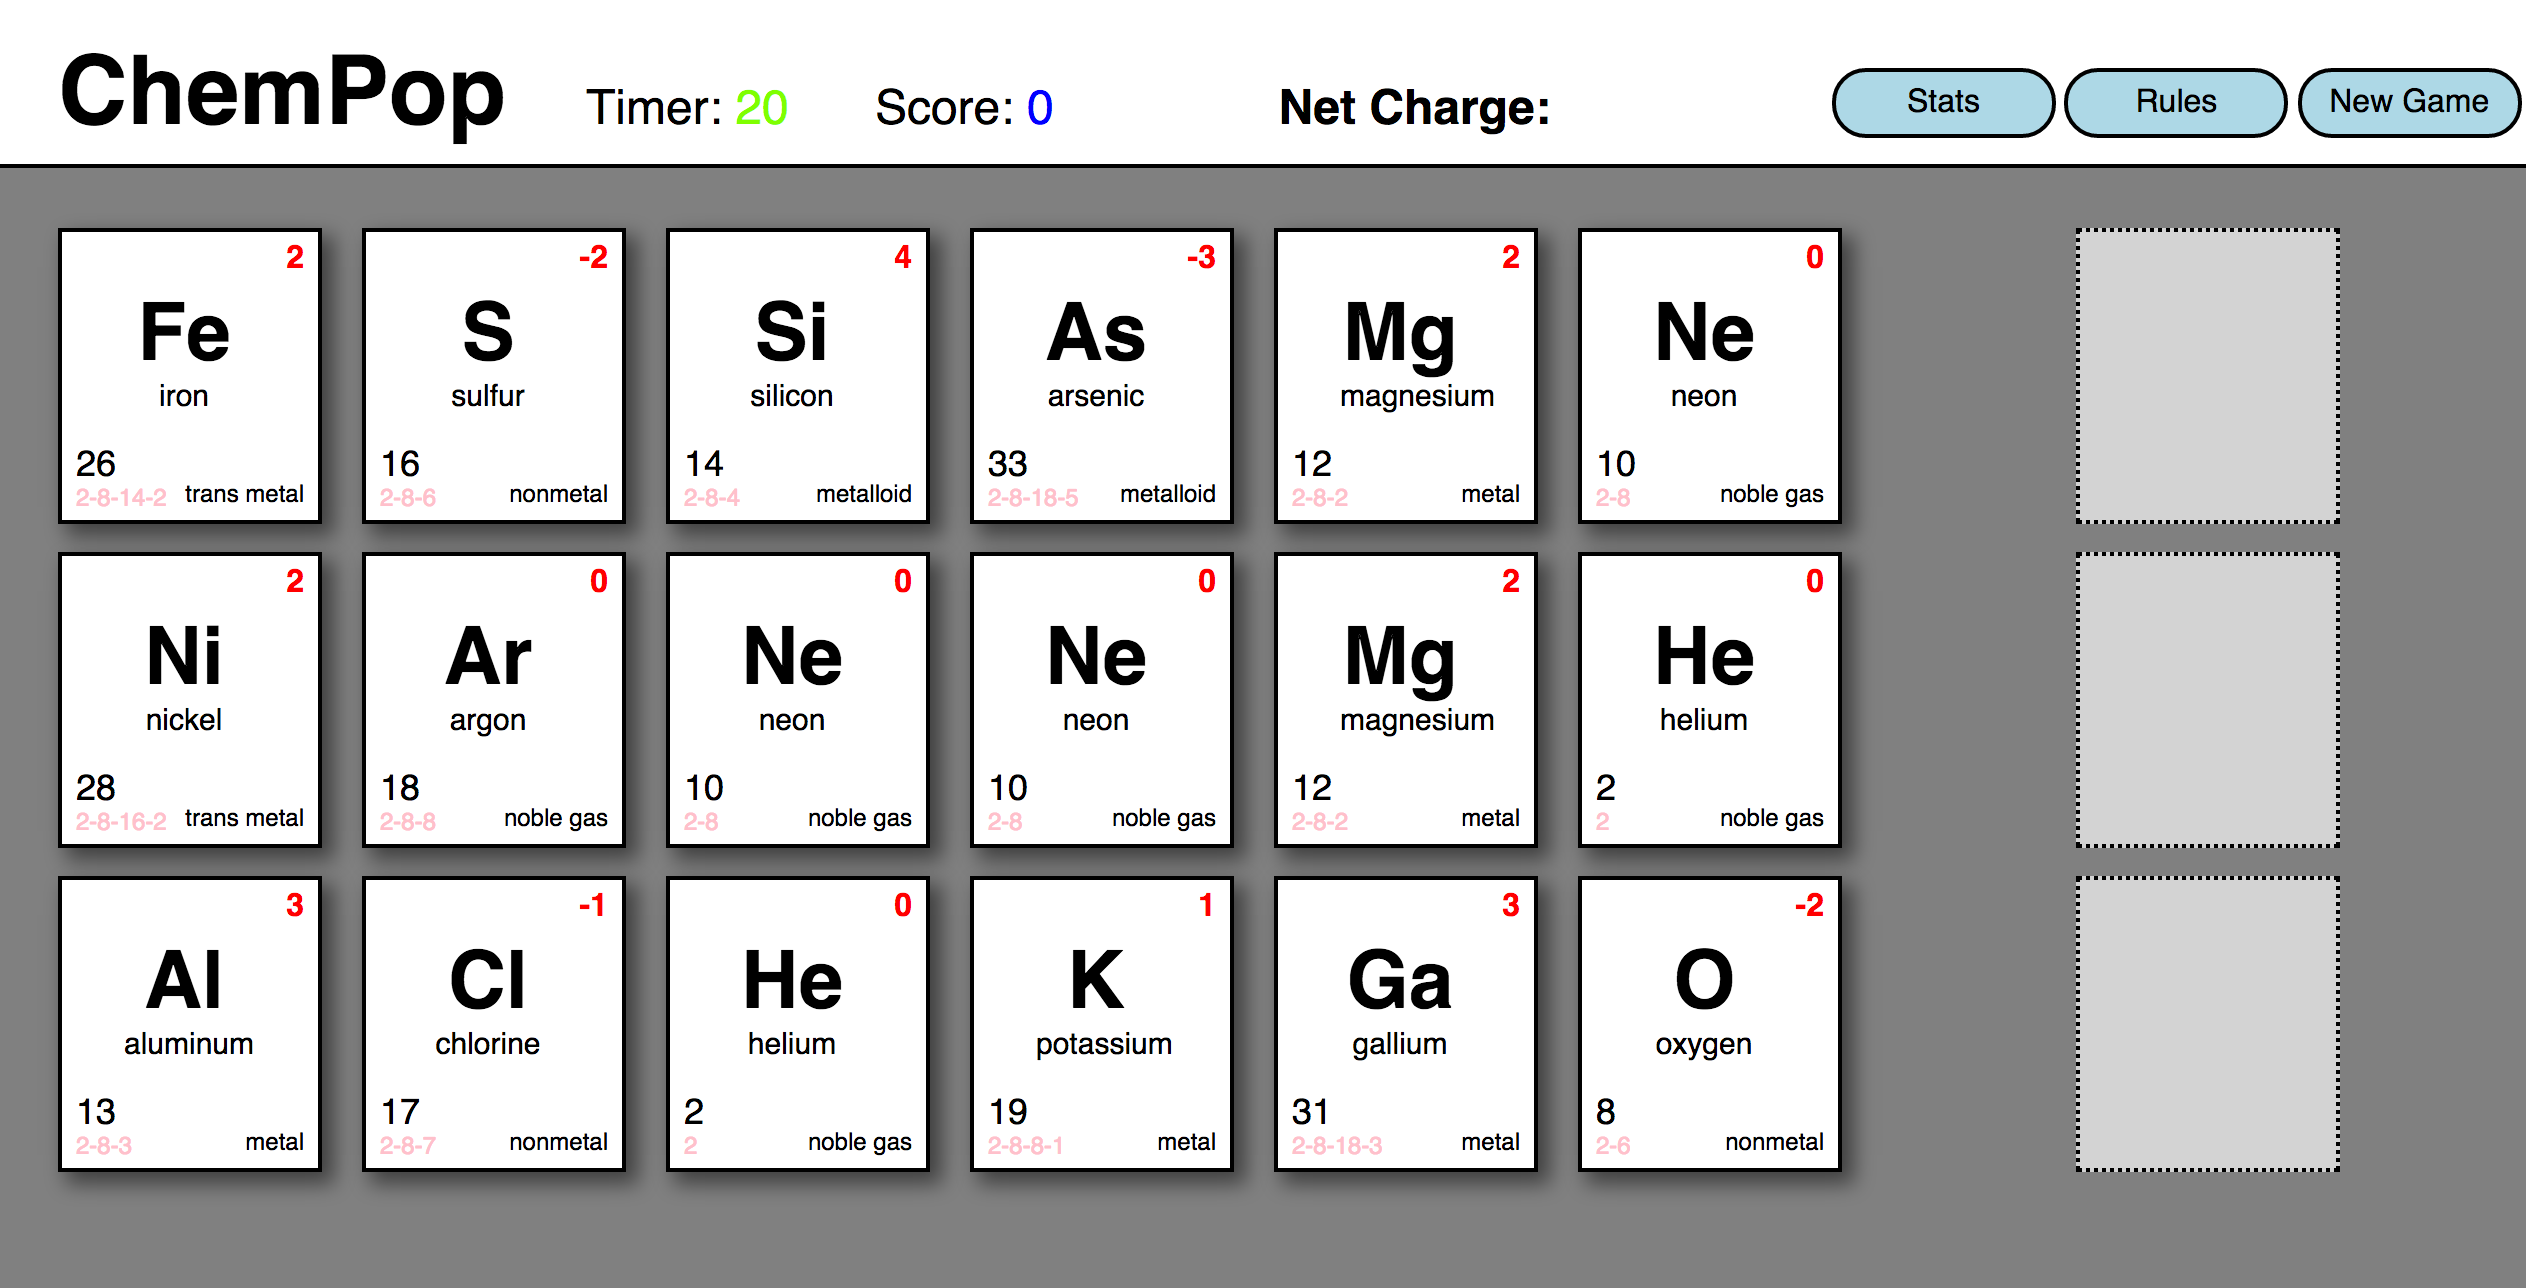 ChemPop Timer: 20 Score: 0 Net Charge: Stats Rules New Game
2 -2 4 -3 2 0
Fe S Si As Mg Ne
iron sulfur silicon arsenic magnesium neon
26 16 14 33 12 10
2-8-14-2 trans metal 2-8-6 nonmetal 2-8-4 metalloid 2-8-18-5 metalloid 2-8-2 metal 2-8 noble gas
2 0 0 0 2 0
Ni Ar Ne Ne Mg He
nickel argon neon neon magnesium helium
28 18 10 10 12 2
2-8-16-2 trans metal 2-8-8 noble gas 2-8 noble gas 2-8 noble gas 2-8-2 metal 2 noble gas
3 -1 0 1 3 -2
Al Cl He K Ga O
aluminum chlorine helium potassium gallium oxygen
13 17 2 19 31 8
2-8-3 metal 2-8-7 nonmetal 2 noble gas 2-8-8-1 metal 2-8-18-3 metal 2-6 nonmetal